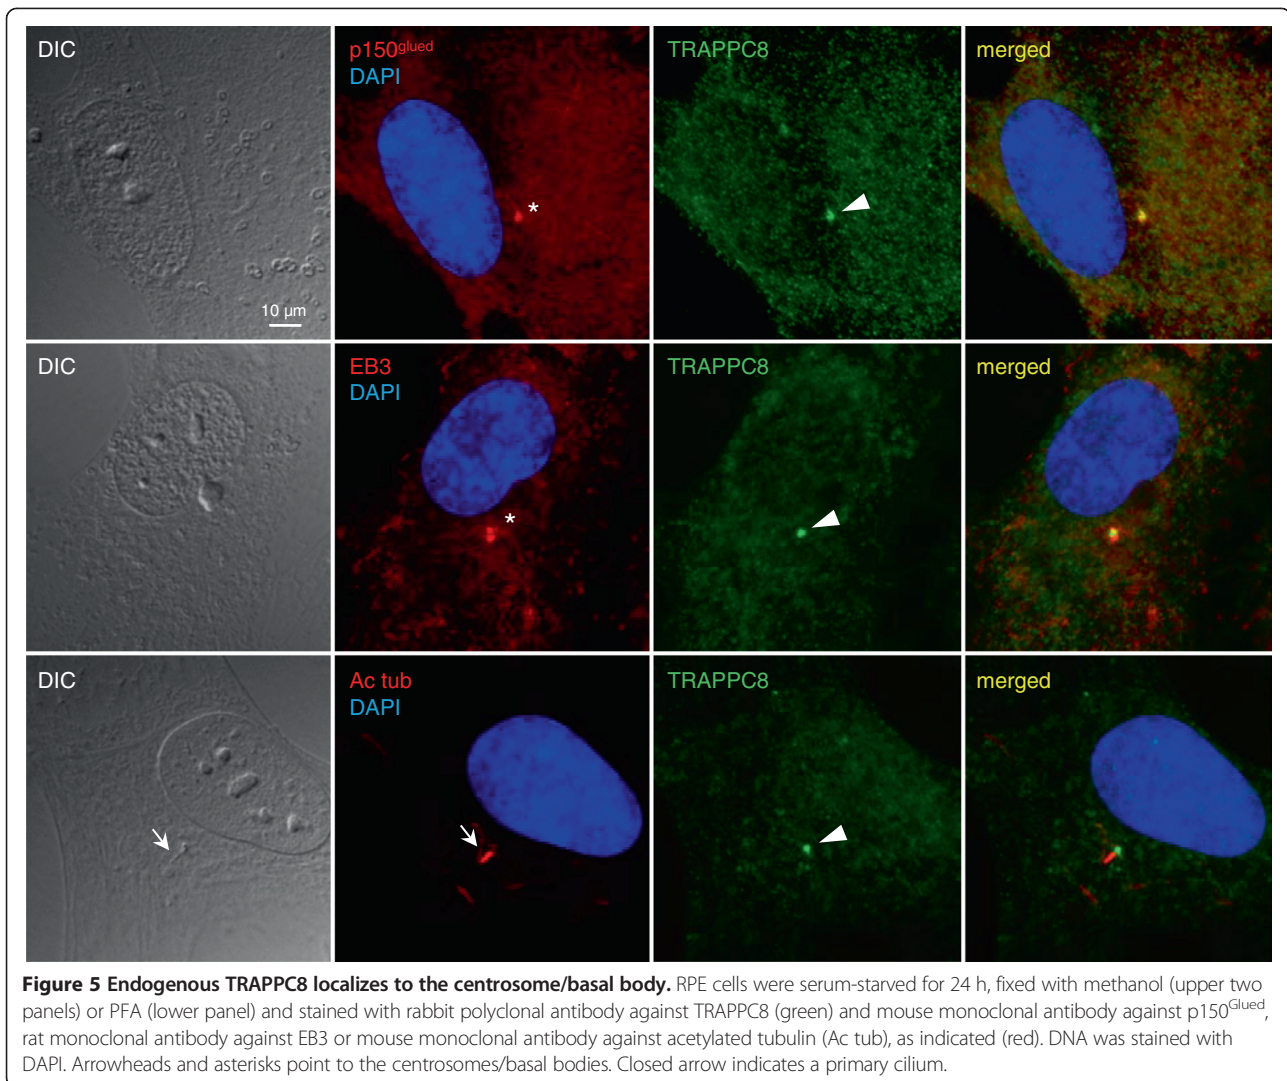 DIC
p150glued
DAPI
TRAPPC8
merged
10 µm
DIC
EB3
DAPI
TRAPPC8
merged
DIC
Ac tub
DAPI
TRAPPC8
merged
Figure 5 Endogenous TRAPPC8 localizes to the centrosome/basal body. RPE cells were serum-starved for 24 h, fixed with methanol (upper two
panels) or PFA (lower panel) and stained with rabbit polyclonal antibody against TRAPPC8 (green) and mouse monoclonal antibody against p150Glued,
rat monoclonal antibody against EB3 or mouse monoclonal antibody against acetylated tubulin (Ac tub), as indicated (red). DNA was stained with
DAPI. Arrowheads and asterisks point to the centrosomes/basal bodies. Closed arrow indicates a primary cilium.